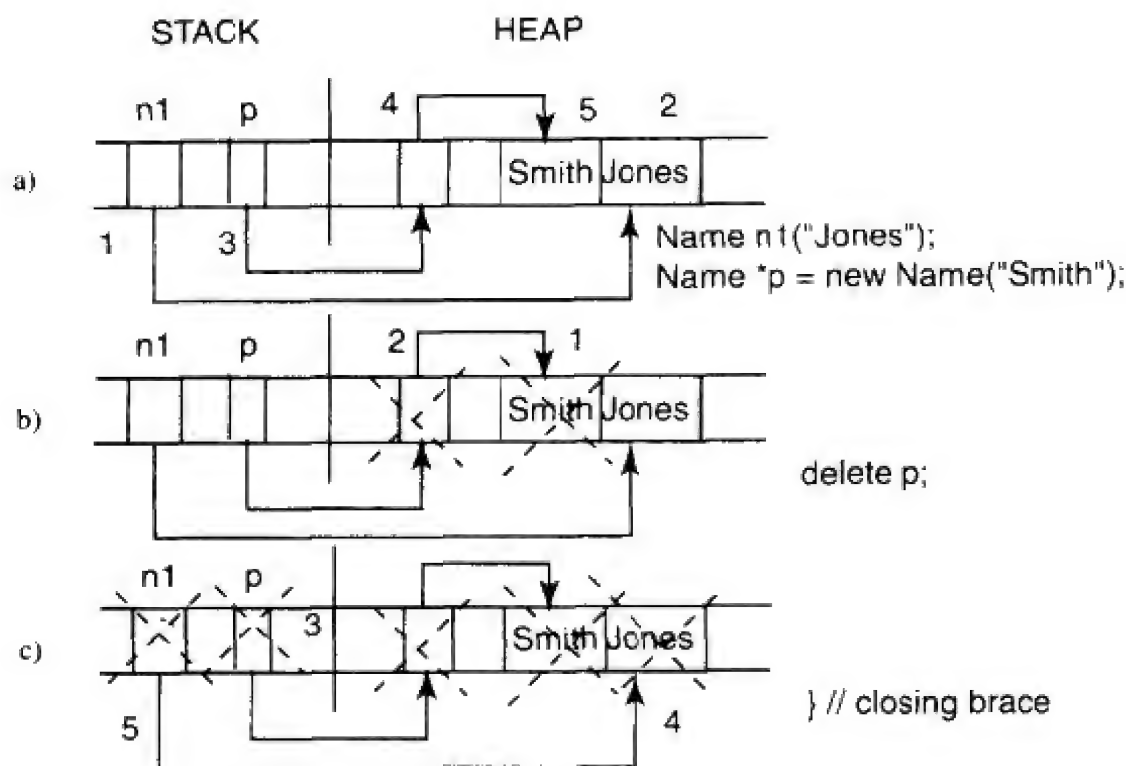 STACK HEAP
n1 p 4 5 2
a) Smith Jones
1 3
Name n1("Jones");
Name *p = new Name("Smith");
n1 p 2 1
b) Smith Jones
delete p;
n1 p
3
c) Smith Jones
5 4
} // closing brace